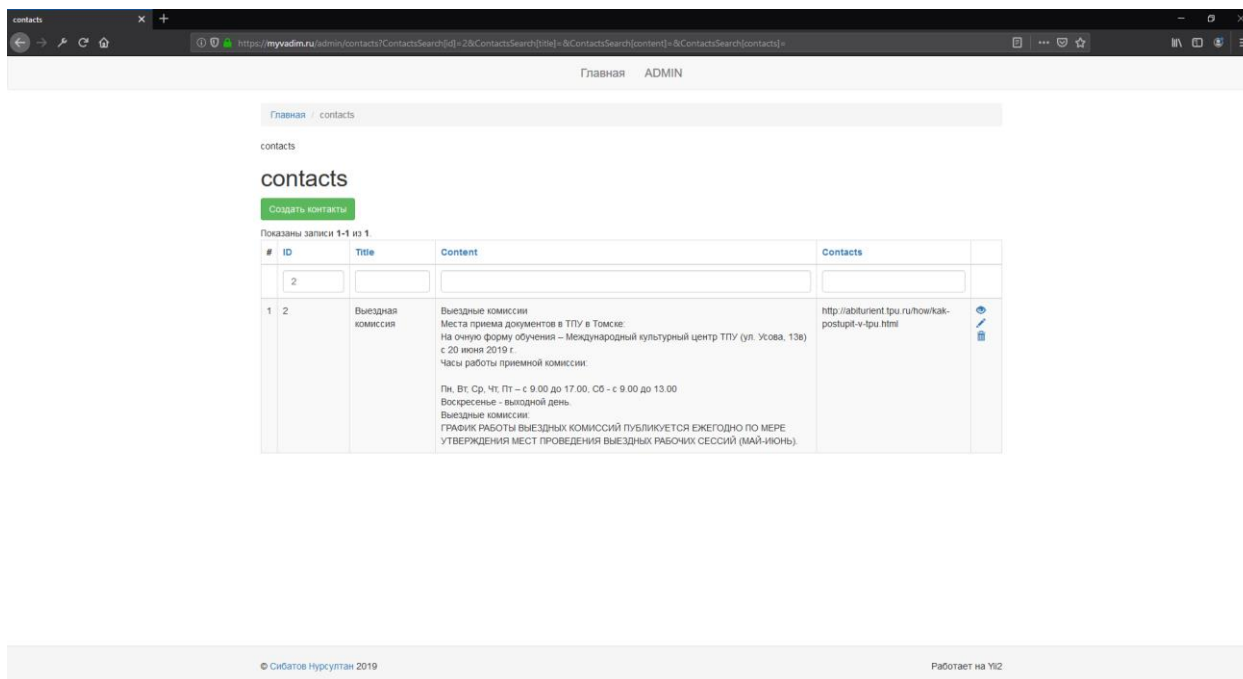 contacts
https://myvadim.ru/admin/contacts?ContactsSearch[id]=2&ContactsSearch[title]=&ContactsSearch[content]=&ContactsSearch[contacts]=
Главная ADMIN
Главная / contacts
contacts
contacts
Создать контакты
Показаны записи 1-1 из 1.
# ID Title Content Contacts
2
1 2 Выездная комиссия Выездные комиссии http://abiturient.tpu.ru/how/kak-postupit-v-tpu.html
Места приема документов в ТПУ в Томске:
На очную форму обучения – Международный культурный центр ТПУ (ул. Усова, 13в)
с 20 июня 2019 г.
Часы работы приемной комиссии:
Пн, Вт, Ср, Чт, Пт – с 9.00 до 17.00, Сб - с 9.00 до 13.00
Воскресенье - выходной день.
Выездные комиссии:
ГРАФИК РАБОТЫ ВЫЕЗДНЫХ КОМИССИЙ ПУБЛИКУЕТСЯ ЕЖЕГОДНО ПО МЕРЕ
УТВЕРЖДЕНИЯ МЕСТ ПРОВЕДЕНИЯ ВЫЕЗДНЫХ РАБОЧИХ СЕССИЙ (МАЙ-ИЮНЬ).
© Сибатов Нурсултан 2019 Работает на Yii2